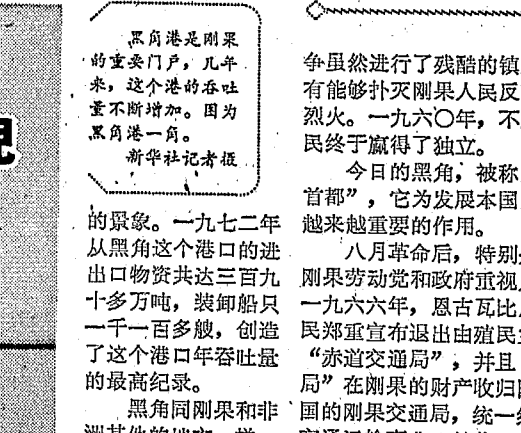 黑角港是刚果
的重要门户，几年
来，这个港的吞吐
量不断增加。图为
黑角港一角。
新华社记者摄
的景象。一九七二年
从黑角这个港口的进
出口物资共达三百九
十多万吨，装卸船只
一千一百多艘，创造
了这个港口年吞吐量
的最高纪录。
黑角同刚果和非
争虽然进行了残酷的镇
有能够扑灭刚果人民反
烈火。一九六〇年，不
民终于赢得了独立。
今日的黑角，被称
首都”，它为发展本国
越来越重要的作用。
八月革命后，特别
刚果劳动党和政府重视
一九六六年，恩古瓦比
民郑重宣布退出由殖民
“赤道交通局”，并且
局”在刚果的财产收归
国的刚果交通局，统一